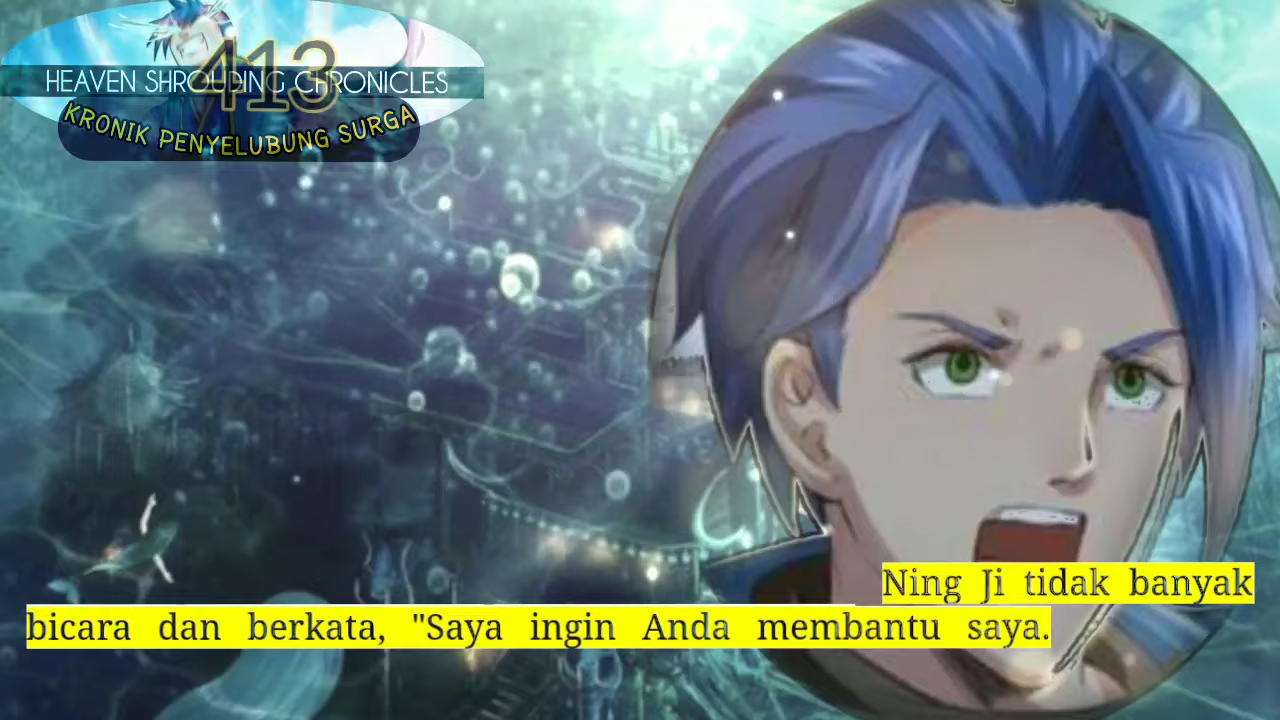 413
HEAVEN SHROUDING CHRONICLES
KRONIK PENYELUBUNG SURGA
Ning Ji tidak banyak
bicara dan berkata, "Saya ingin Anda membantu saya.